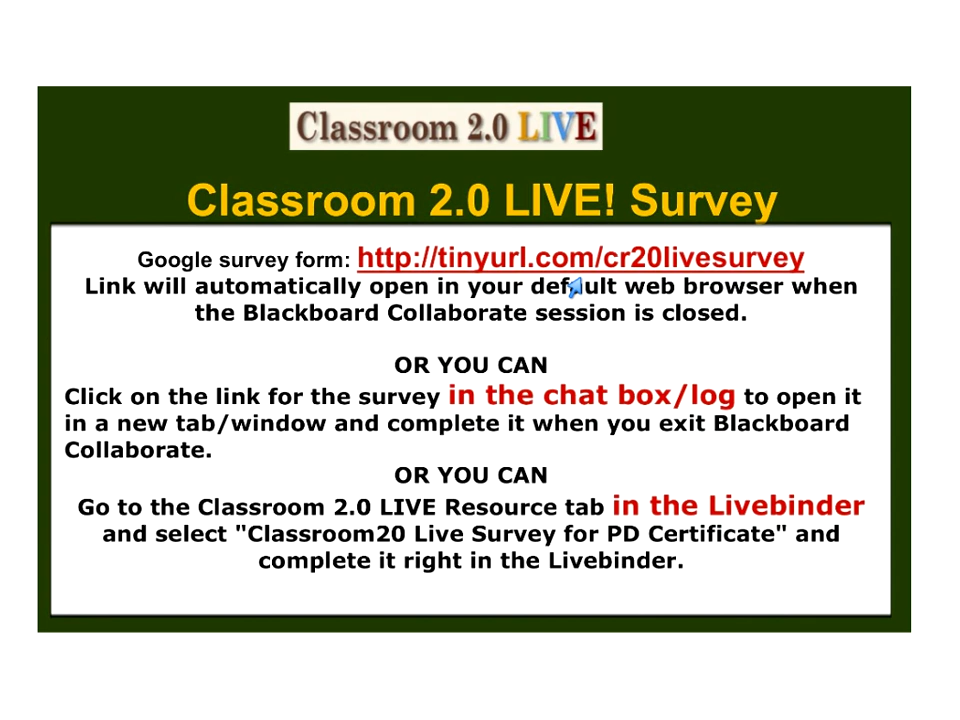 Classroom 2.0 LIVE
Classroom 2.0 LIVE! Survey
Google survey form: http://tinyurl.com/cr20livesurvey
Link will automatically open in your default web browser when
the Blackboard Collaborate session is closed.
OR YOU CAN
Click on the link for the survey in the chat box/log to open it
in a new tab/window and complete it when you exit Blackboard
Collaborate.
OR YOU CAN
Go to the Classroom 2.0 LIVE Resource tab in the Livebinder
and select "Classroom20 Live Survey for PD Certificate" and
complete it right in the Livebinder.